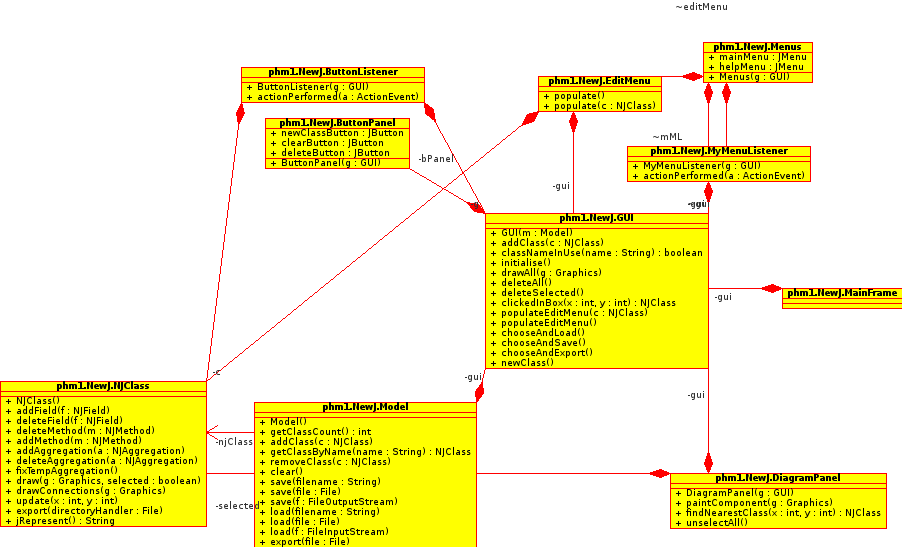 ~editMenu
phm1.NewJ.Menus
+ mainMenu : JMenu
+ helpMenu : JMenu
+ Menus(g : GUI)
phm1.NewJ.ButtonListener
+ ButtonListener(g : GUI)
+ actionPerformed(a : ActionEvent)
phm1.NewJ.EditMenu
+ populate()
+ populate(c : NJClass)
phm1.NewJ.ButtonPanel
+ newClassButton : JButton
+ clearButton : JButton
+ deleteButton : JButton
+ ButtonPanel(g : GUI)
~mML
phm1.NewJ.MyMenuListener
+ MyMenuListener(g : GUI)
+ actionPerformed(a : ActionEvent)
-bPanel
-gui
-gui
phm1.NewJ.GUI
+ GUI(m : Model)
+ addClass(c : NJClass)
+ classNameInUse(name : String) : boolean
+ initialise()
+ drawAll(g : Graphics)
+ deleteAll()
+ deleteSelected()
+ clickedInBox(x : int, y : int) : NJClass
+ populateEditMenu(c : NJClass)
+ populateEditMenu()
+ chooseAndLoad()
+ chooseAndSave()
+ chooseAndExport()
+ newClass()
-gui
phm1.NewJ.MainFrame
-c
-gui
-gui
phm1.NewJ.NJClass
+ NJClass()
+ addField(f : NJField)
+ deleteField(f : NJField)
+ deleteMethod(m : NJMethod)
+ addMethod(m : NJMethod)
+ addAggregation(a : NJAggregation)
+ deleteAggregation(a : NJAggregation)
+ fixTempAggregation()
+ draw(g : Graphics, selected : boolean)
+ drawConnections(g : Graphics)
+ update(x : int, y : int)
+ export(directoryHandler : File)
+ jRepresent() : String
-njClass
-selected
phm1.NewJ.Model
+ Model()
+ getClassCount() : int
+ addClass(c : NJClass)
+ getClassByName(name : String) : NJClass
+ removeClass(c : NJClass)
+ clear()
+ save(filename : String)
+ save(file : File)
+ save(f : FileOutputStream)
+ load(filename : String)
+ load(file : File)
+ load(f : FileInputStream)
+ export(file : File)
phm1.NewJ.DiagramPanel
+ DiagramPanel(g : GUI)
+ paintComponent(g : Graphics)
+ findNearestClass(x : int, y : int) : NJClass
+ unselectAll()